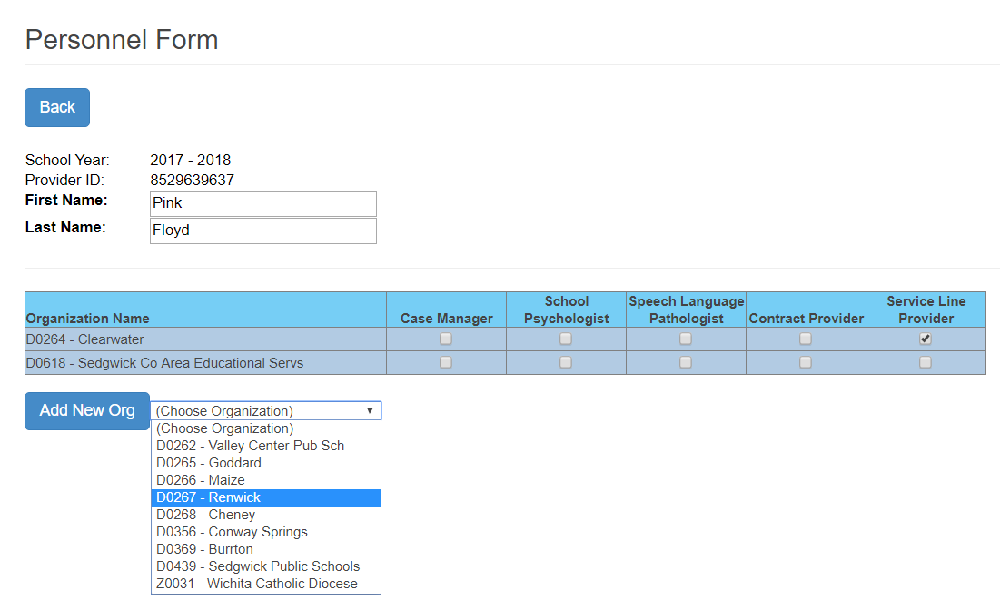 Personnel Form
Back
School Year: 2017 - 2018
Provider ID: 8529639637
First Name: Pink
Last Name: Floyd
Organization Name Case Manager School Psychologist Speech Language Pathologist Contract Provider Service Line Provider
D0264 - Clearwater
D0618 - Sedgwick Co Area Educational Servs
Add New Org (Choose Organization)
(Choose Organization)
D0262 - Valley Center Pub Sch
D0265 - Goddard
D0266 - Maize
D0267 - Renwick
D0268 - Cheney
D0356 - Conway Springs
D0369 - Burrton
D0439 - Sedgwick Public Schools
Z0031 - Wichita Catholic Diocese